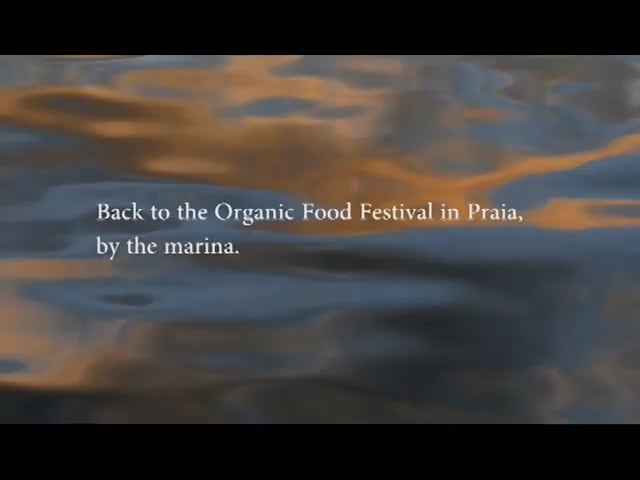 Back to the Organic Food Festival in Praia,
by the marina.